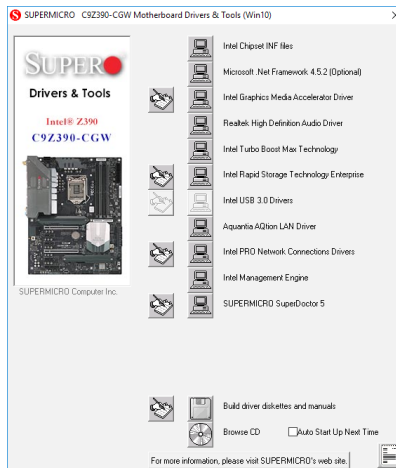 SUPERMICRO C9Z390-CGW Motherboard Drivers & Tools (Win10)
SUPERO
Drivers & Tools
Intel® Z390
C9Z390-CGW
SUPERMICRO Computer Inc.
Intel Chipset INF files
Microsoft .Net Framework 4.5.2 (Optional)
Intel Graphics Media Accelerator Driver
Realtek High Definition Audio Driver
Intel Turbo Boost Max Technology
Intel Rapid Storage Technology Enterprise
Intel USB 3.0 Drivers
Aquantia AQtion LAN Driver
Intel PRO Network Connections Drivers
Intel Management Engine
SUPERMICRO SuperDoctor 5
Build driver diskettes and manuals
Browse CD
Auto Start Up Next Time
For more information, please visit SUPERMICRO's web site.